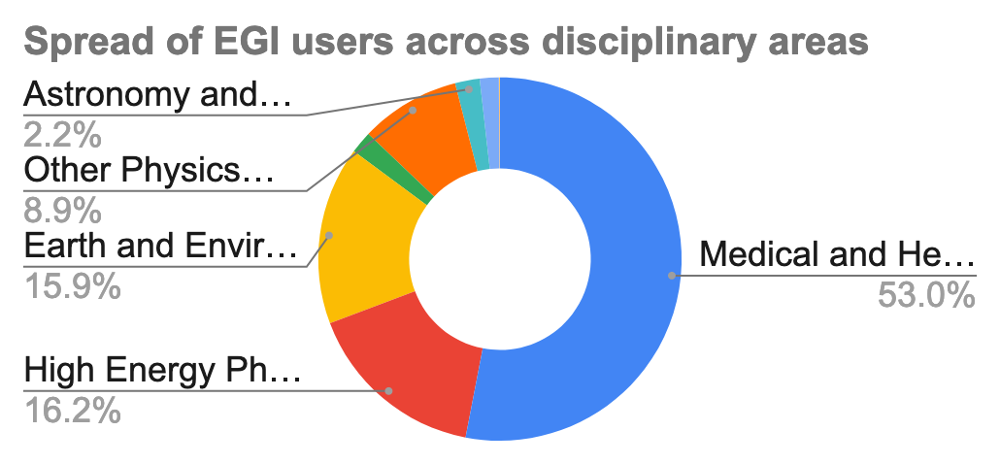 Spread of EGI users across disciplinary areas
Astronomy and…
2.2%
Other Physics…
8.9%
Earth and Envir…
15.9%
High Energy Ph…
16.2%
Medical and He…
53.0%